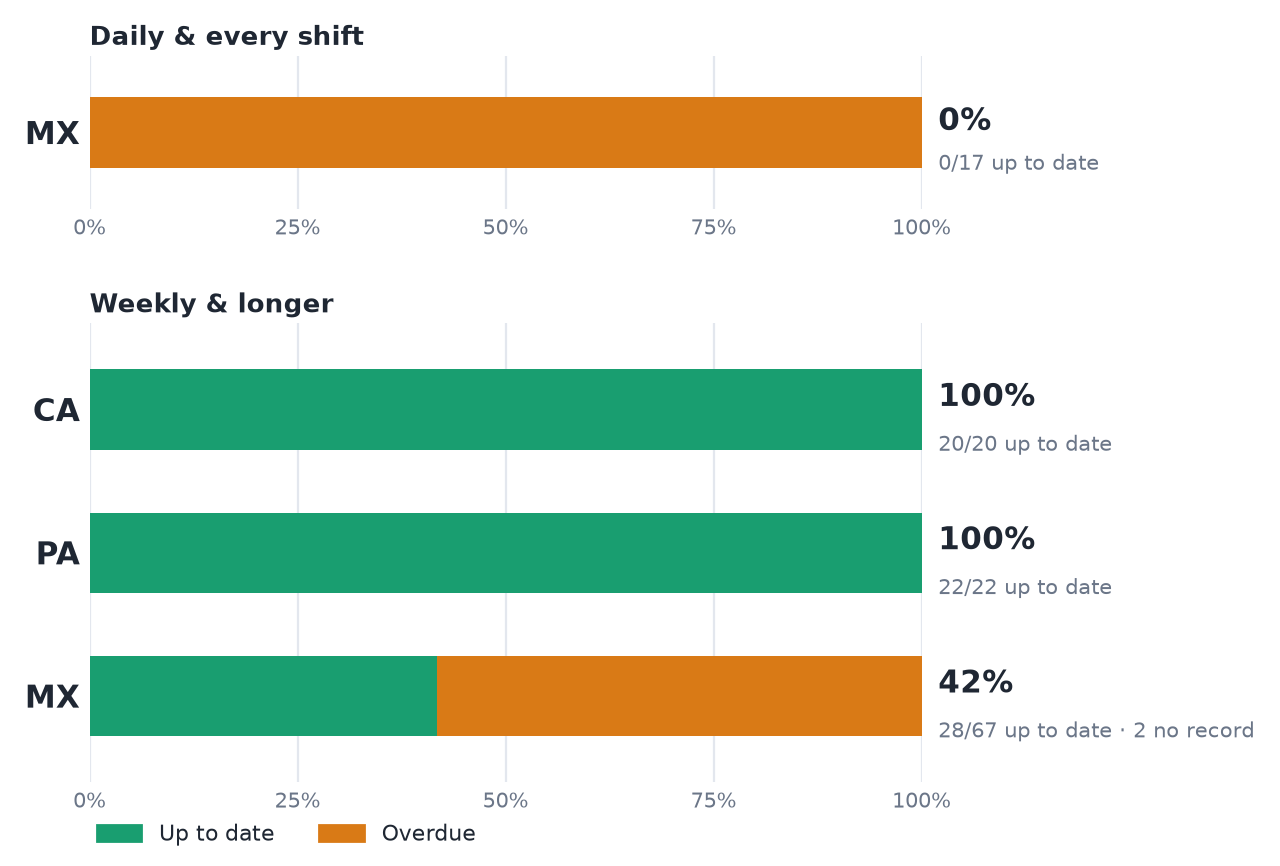 Daily & every shift
MX
0%
0/17 up to date
0% 25% 50% 75% 100%
Weekly & longer
CA
100%
20/20 up to date
PA
100%
22/22 up to date
MX
42%
28/67 up to date · 2 no record
0% 25% 50% 75% 100%
Up to date Overdue